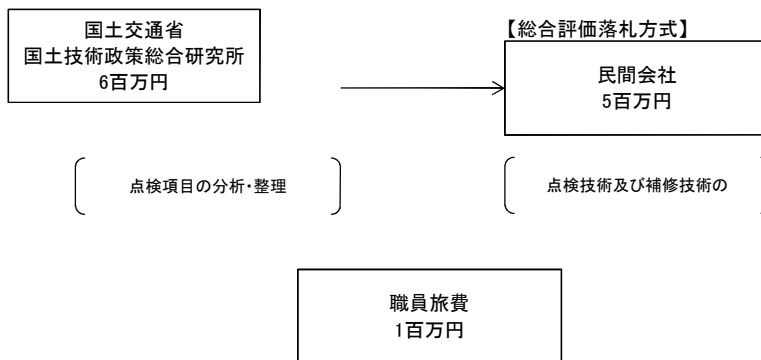 国土交通省
国土技術政策総合研究所
6百万円
【総合評価落札方式】
民間会社
5百万円
点検項目の分析・整理
点検技術及び補修技術の
職員旅費
1百万円